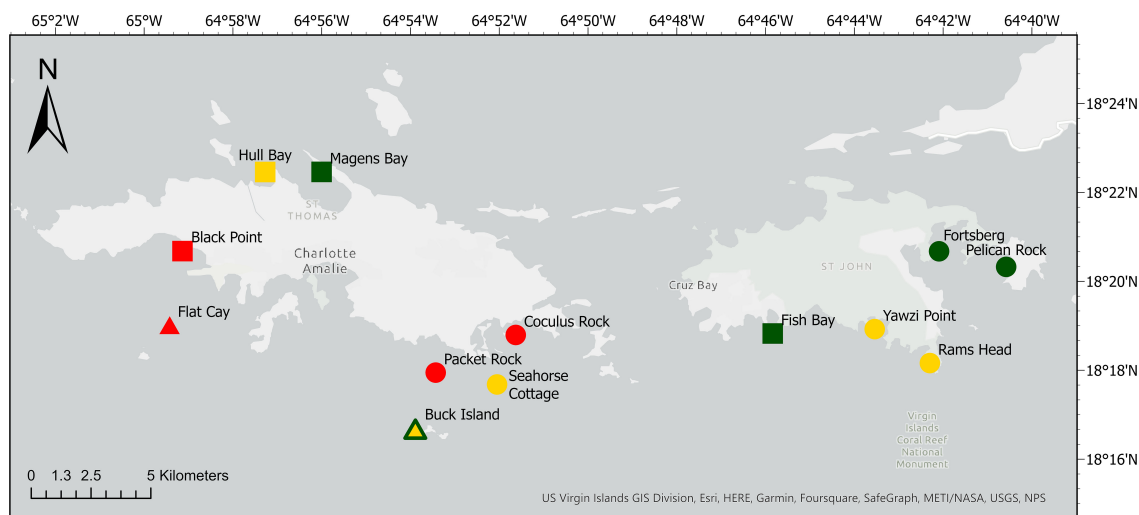 65°2'W 65°0'W 64°58'W 64°56'W 64°54'W 64°52'W 64°50'W 64°48'W 64°46'W 64°44'W 64°42'W 64°40'W
N
18°24'N
Hull Bay
Magens Bay
18°22'N
ST
THOMAS
Black Point
Fortsberg
Charlotte
Amalie
Pelican Rock
ST JOHN
18°20'N
Cruz Bay
Flat Cay
Coculus Rock
Fish Bay
Yawzi Point
Packet Rock
Rams Head
18°18'N
Seahorse
Cottage
Buck Island
Virgin
Islands
Coral Reef
National
Monument
18°16'N
0 1.3 2.5 5 Kilometers
US Virgin Islands GIS Division, Esri, HERE, Garmin, Foursquare, SafeGraph, METI/NASA, USGS, NPS